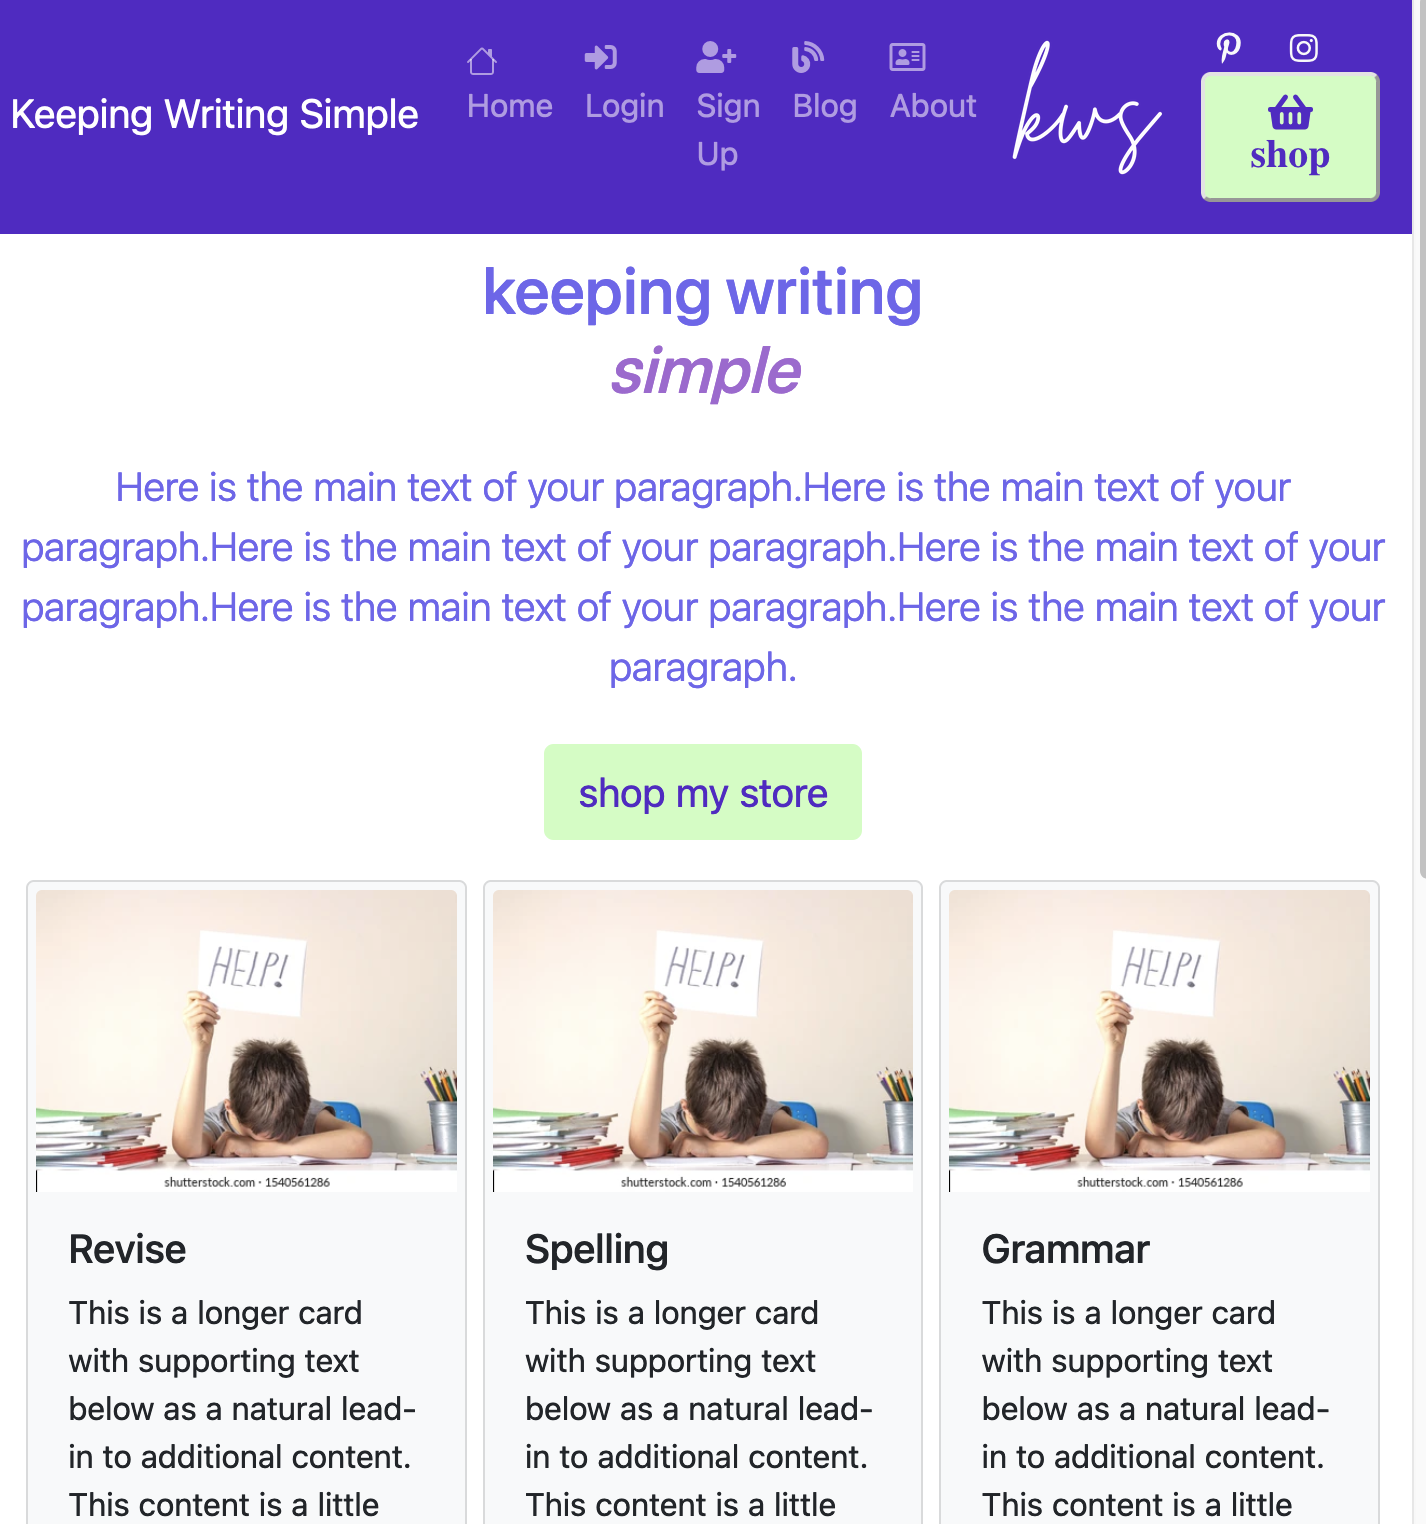 Keeping Writing Simple
Home
Login
Sign
Up
Blog
About
kws
shop
keeping writing
simple
Here is the main text of your paragraph.Here is the main text of your
paragraph.Here is the main text of your paragraph.Here is the main text of your
paragraph.Here is the main text of your paragraph.Here is the main text of your
paragraph.
shop my store
HELP!
shutterstock.com · 1540561286
Revise
This is a longer card
with supporting text
below as a natural lead-
in to additional content.
This content is a little
HELP!
shutterstock.com · 1540561286
Spelling
This is a longer card
with supporting text
below as a natural lead-
in to additional content.
This content is a little
HELP!
shutterstock.com · 1540561286
Grammar
This is a longer card
with supporting text
below as a natural lead-
in to additional content.
This content is a little